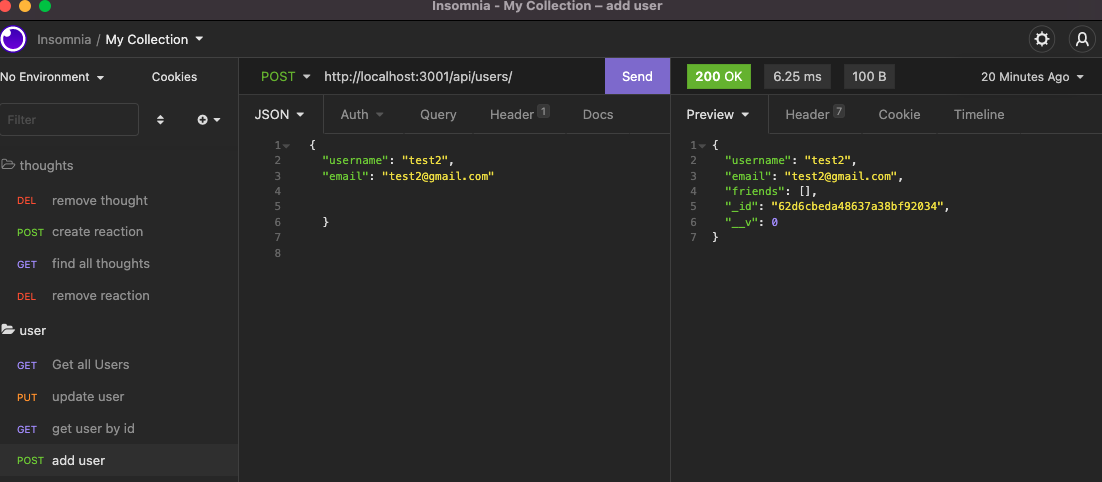 Insomnia - My Collection – add user
Insomnia / My Collection
No Environment Cookies
Filter
thoughts
DEL remove thought
POST create reaction
GET find all thoughts
DEL remove reaction
user
GET Get all Users
PUT update user
GET get user by id
POST add user
POST http://localhost:3001/api/users/ Send
JSON Auth Query Header 1 Docs
1 {
2 "username": "test2",
3 "email": "test2@gmail.com"
4
5
6 }
7
8
200 OK 6.25 ms 100 B 20 Minutes Ago
Preview Header 7 Cookie Timeline
1 {
2 "username": "test2",
3 "email": "test2@gmail.com",
4 "friends": [],
5 "_id": "62d6cbeda48637a38bf92034",
6 "__v": 0
7 }